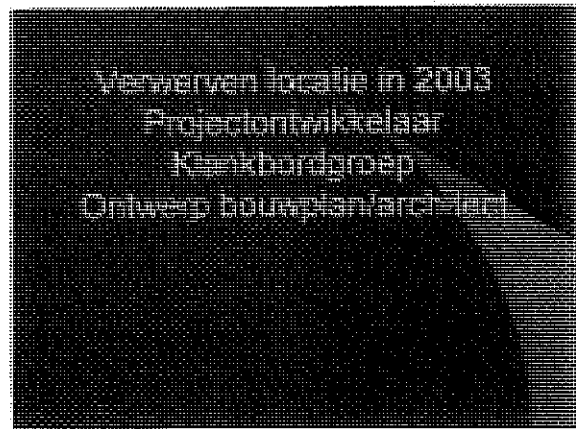 Verwerven locatie in 2003
Projectontwikkelaar
Klankbordgroep
Ontwerp bouwplan/architect